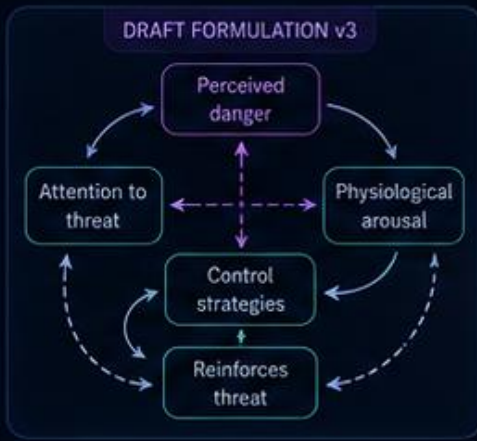 DRAFT FORMULATION v3
Perceived
danger
Attention to
threat
Physiological
arousal
Control
strategies
Reinforces
threat